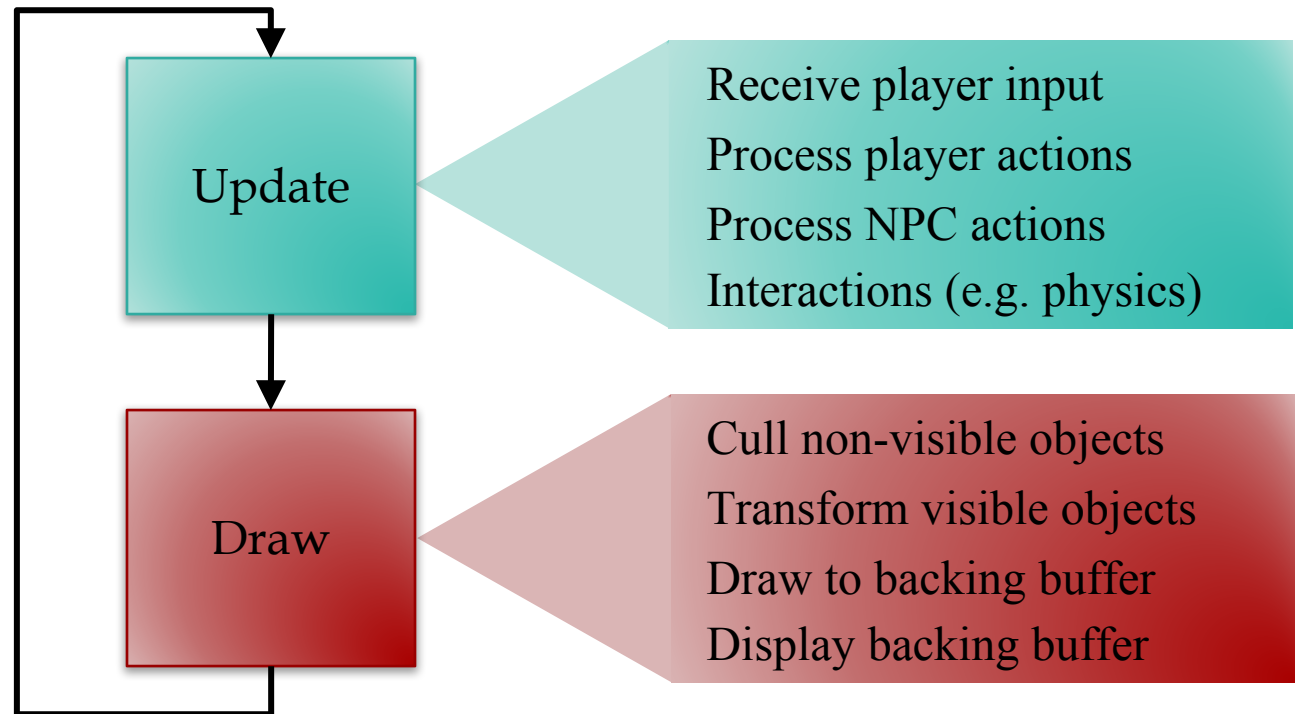 Update
Receive player input
Process player actions
Process NPC actions
Interactions (e.g. physics)
Draw
Cull non-visible objects
Transform visible objects
Draw to backing buffer
Display backing buffer